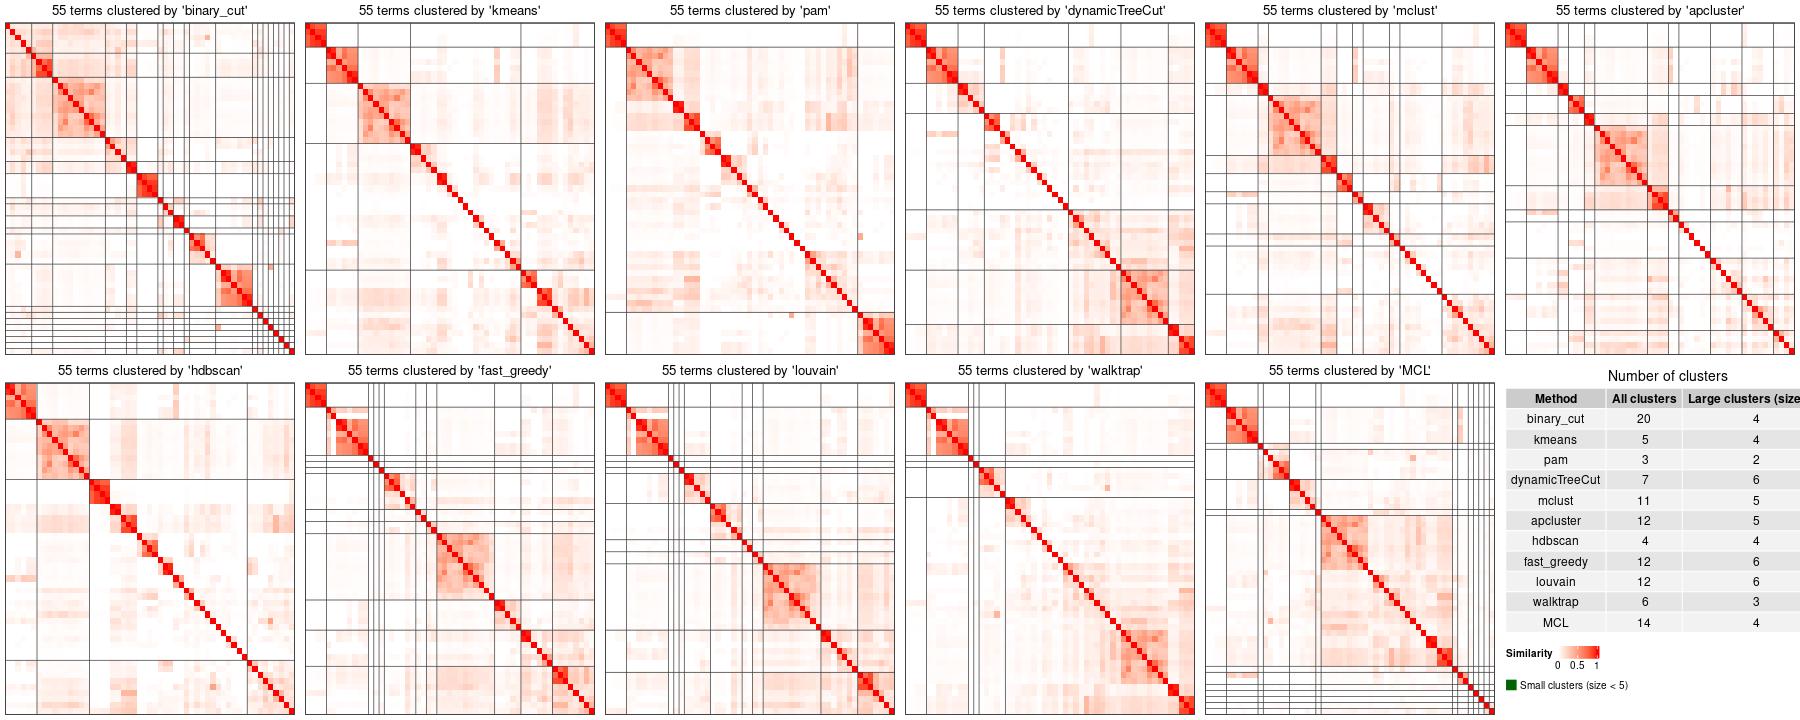 55 terms clustered by 'binary_cut'
55 terms clustered by 'kmeans'
55 terms clustered by 'pam'
55 terms clustered by 'dynamicTreeCut'
55 terms clustered by 'mclust'
55 terms clustered by 'apcluster'
55 terms clustered by 'hdbscan'
55 terms clustered by 'fast_greedy'
55 terms clustered by 'louvain'
55 terms clustered by 'walktrap'
55 terms clustered by 'MCL'
Number of clusters
Method All clusters Large clusters (size
binary_cut 20 4
kmeans 5 4
pam 3 2
dynamicTreeCut 7 6
mclust 11 5
apcluster 12 5
hdbscan 4 4
fast_greedy 12 6
louvain 12 6
walktrap 6 3
MCL 14 4
Similarity
0 0.5 1
Small clusters (size < 5)